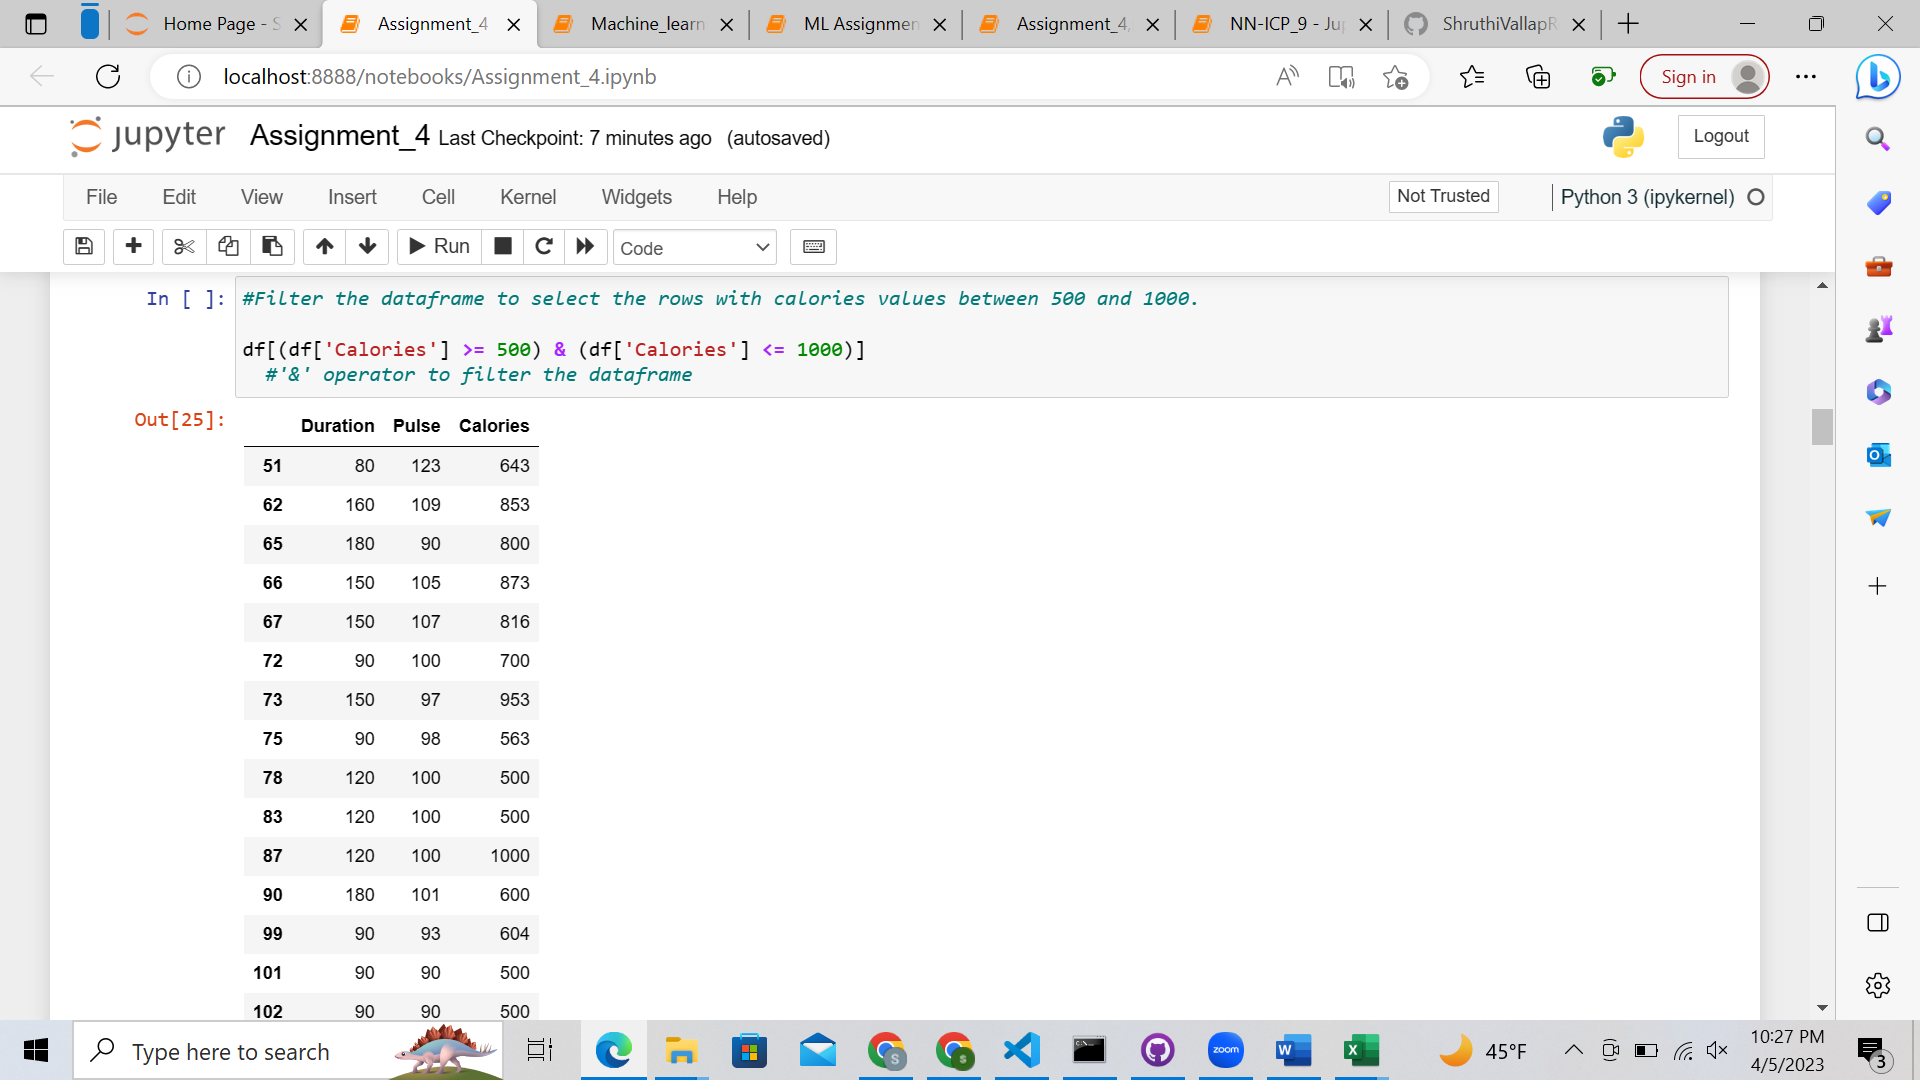 Home Page - S
Assignment_4
Machine_learn
ML Assignmen
Assignment_4
NN-ICP_9 - Ju
ShruthiVallapR
localhost:8888/notebooks/Assignment_4.ipynb
Sign in
jupyter Assignment_4 Last Checkpoint: 7 minutes ago (autosaved)
Logout
File Edit View Insert Cell Kernel Widgets Help
Not Trusted
Python 3 (ipykernel)
Run
Code
In [ ]: #Filter the dataframe to select the rows with calories values between 500 and 1000.
df[(df['Calories'] >= 500) & (df['Calories'] <= 1000)]
#'&' operator to filter the dataframe
Out[25]:
Duration Pulse Calories
51 80 123 643
62 160 109 853
65 180 90 800
66 150 105 873
67 150 107 816
72 90 100 700
73 150 97 953
75 90 98 563
78 120 100 500
83 120 100 500
87 120 100 1000
90 180 101 600
99 90 93 604
101 90 90 500
102 90 90 500
Type here to search
zoom
45°F
10:27 PM
4/5/2023
3